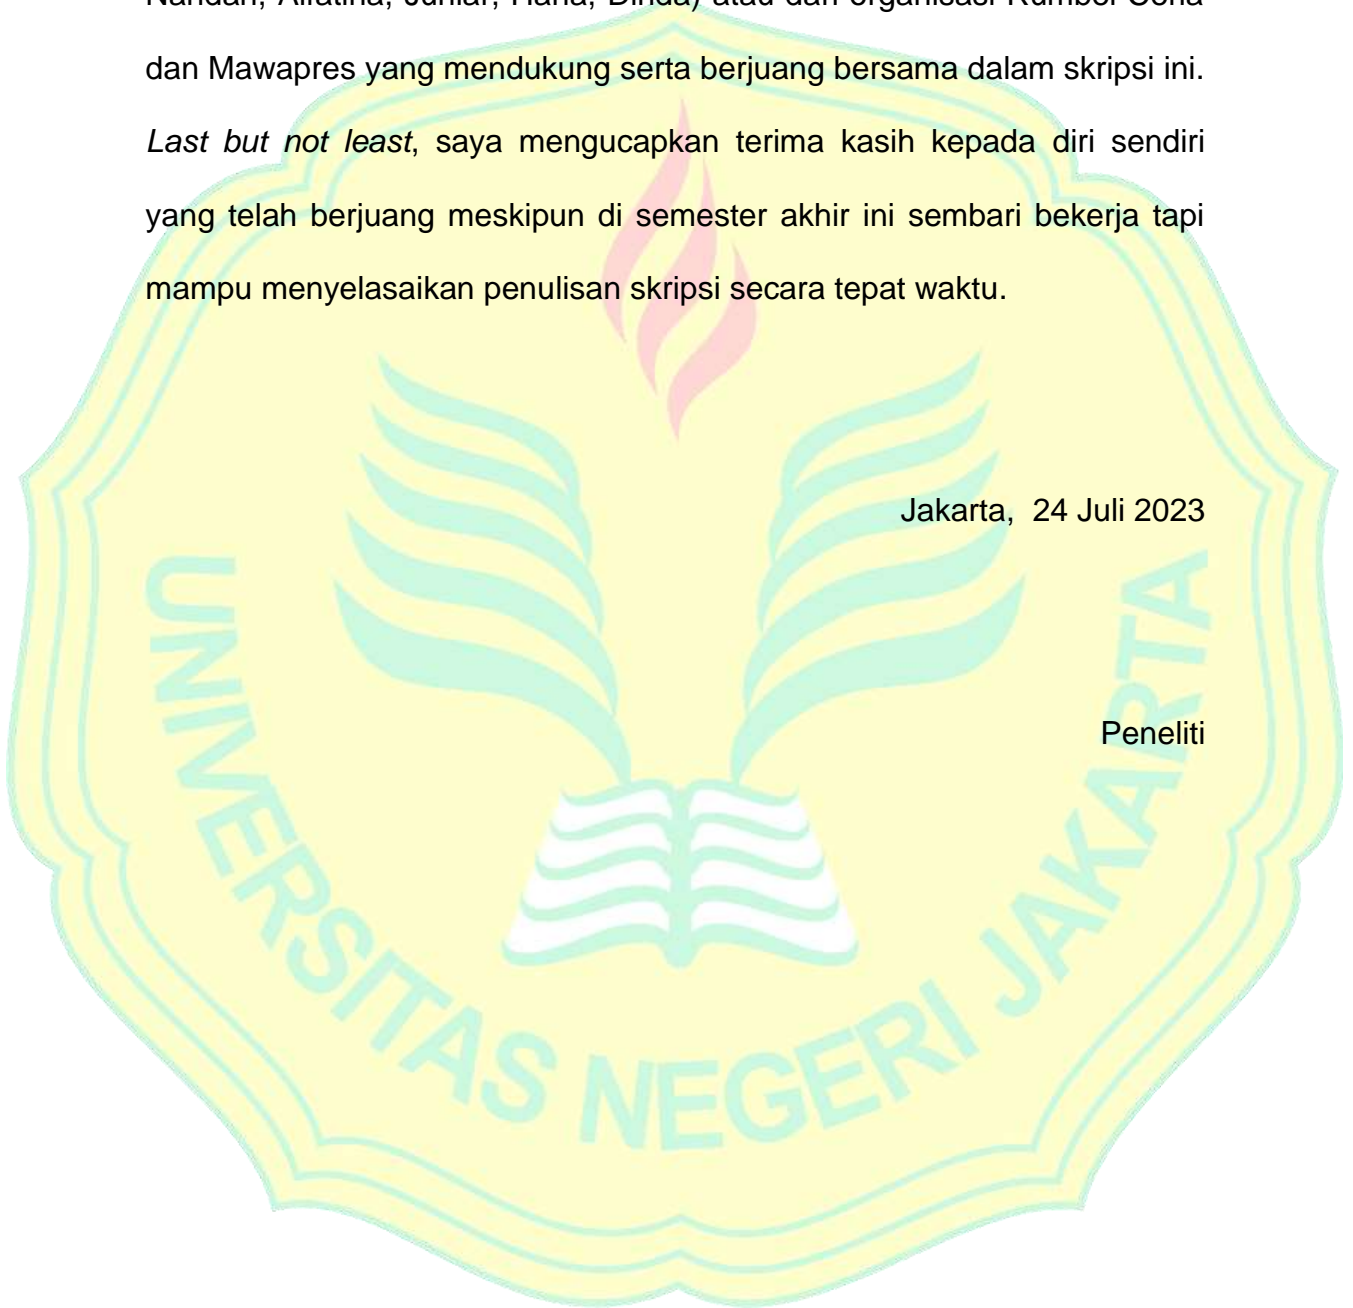 dan Mawapres yang mendukung serta berjuang bersama dalam skripsi ini.
Last but not least, saya mengucapkan terima kasih kepada diri sendiri
yang telah berjuang meskipun di semester akhir ini sembari bekerja tapi
mampu menyelasaikan penulisan skripsi secara tepat waktu.
Jakarta, 24 Juli 2023
Peneliti
UNIVERSITAS NEGERI JAKARTA